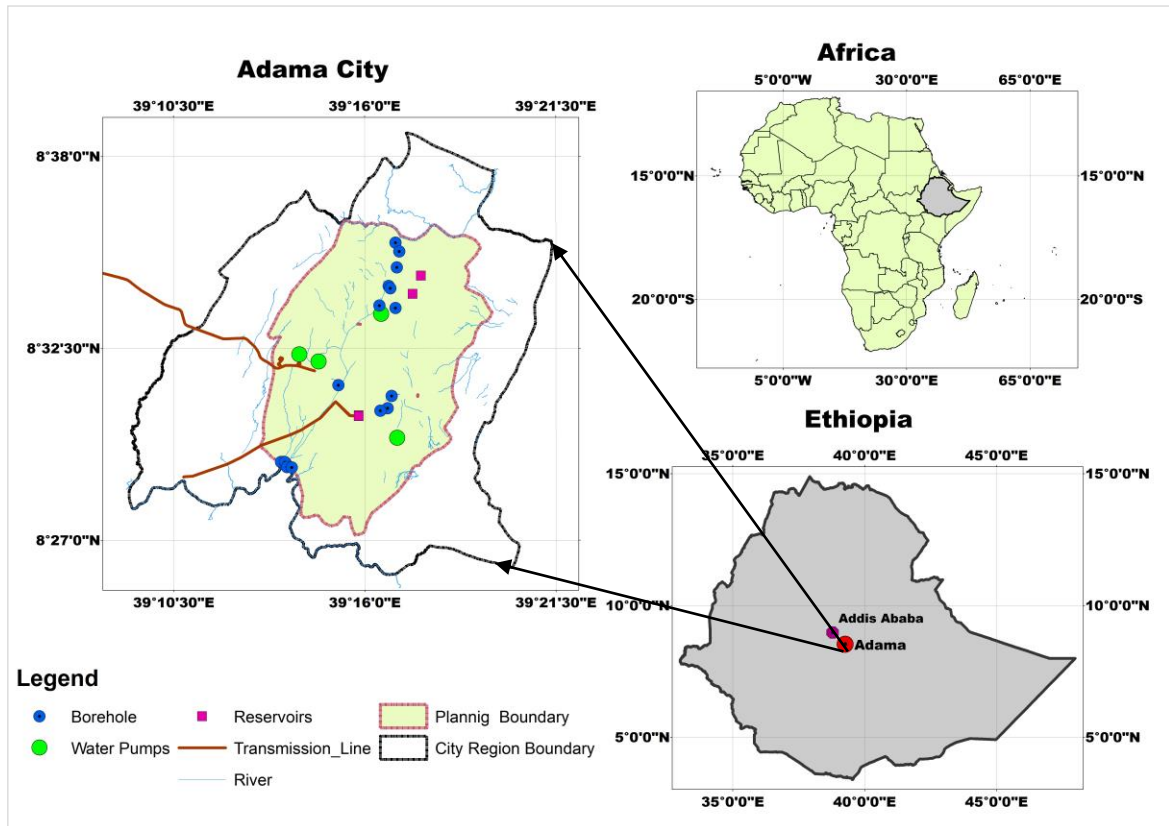 Adama City
39°10'30"E 39°16'0"E 39°21'30"E
8°38'0"N
8°32'30"N
8°27'0"N
39°10'30"E 39°16'0"E 39°21'30"E
Africa
5°0'0"W 30°0'0"E 65°0'0"E
15°0'0"N 15°0'0"N
20°0'0"S 20°0'0"S
5°0'0"W 30°0'0"E 65°0'0"E
Ethiopia
35°0'0"E 40°0'0"E 45°0'0"E
15°0'0"N 15°0'0"N
10°0'0"N 10°0'0"N
Addis Ababa
Adama
5°0'0"N 5°0'0"N
35°0'0"E 40°0'0"E 45°0'0"E
Legend
Borehole Reservoirs Plannig Boundary
Water Pumps Transmission_Line City Region Boundary
River